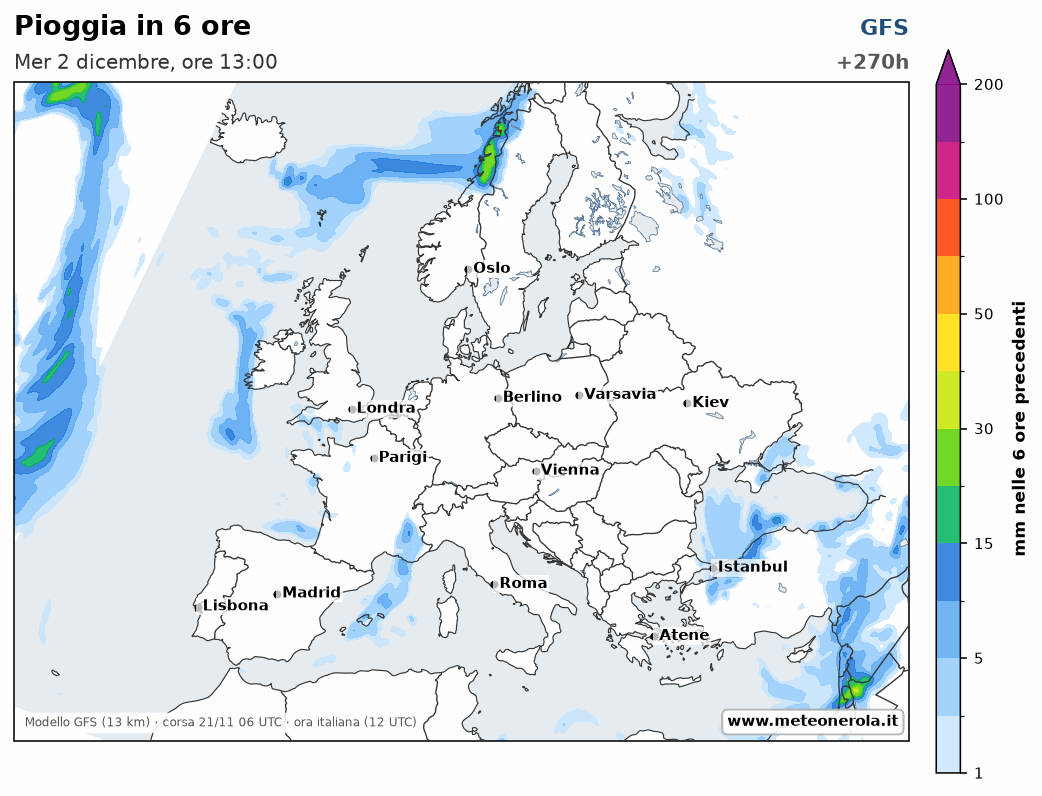 Pioggia in 6 ore
GFS
Mer 2 dicembre, ore 13:00
+270h
200
100
50
30
15
5
1
mm nelle 6 ore precedenti
Oslo
Berlino
Varsavia
Kiev
Londra
Parigi
Vienna
Istanbul
Roma
Madrid
Lisbona
Atene
Modello GFS (13 km) · corsa 21/11 06 UTC · ora italiana (12 UTC)
www.meteonerola.it